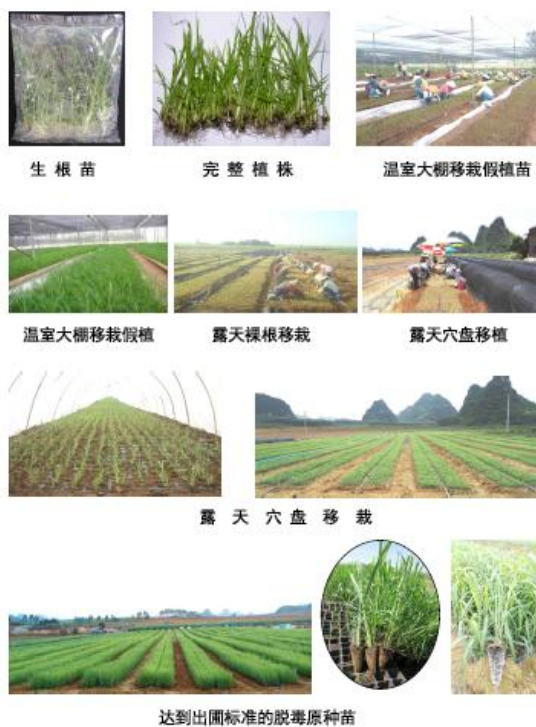 生根苗
完整植株
温室大棚移栽假植苗
温室大棚移栽假植
露天裸根移栽
露天穴盘移植
露天穴盘移栽
达到出圃标准的脱毒原种苗